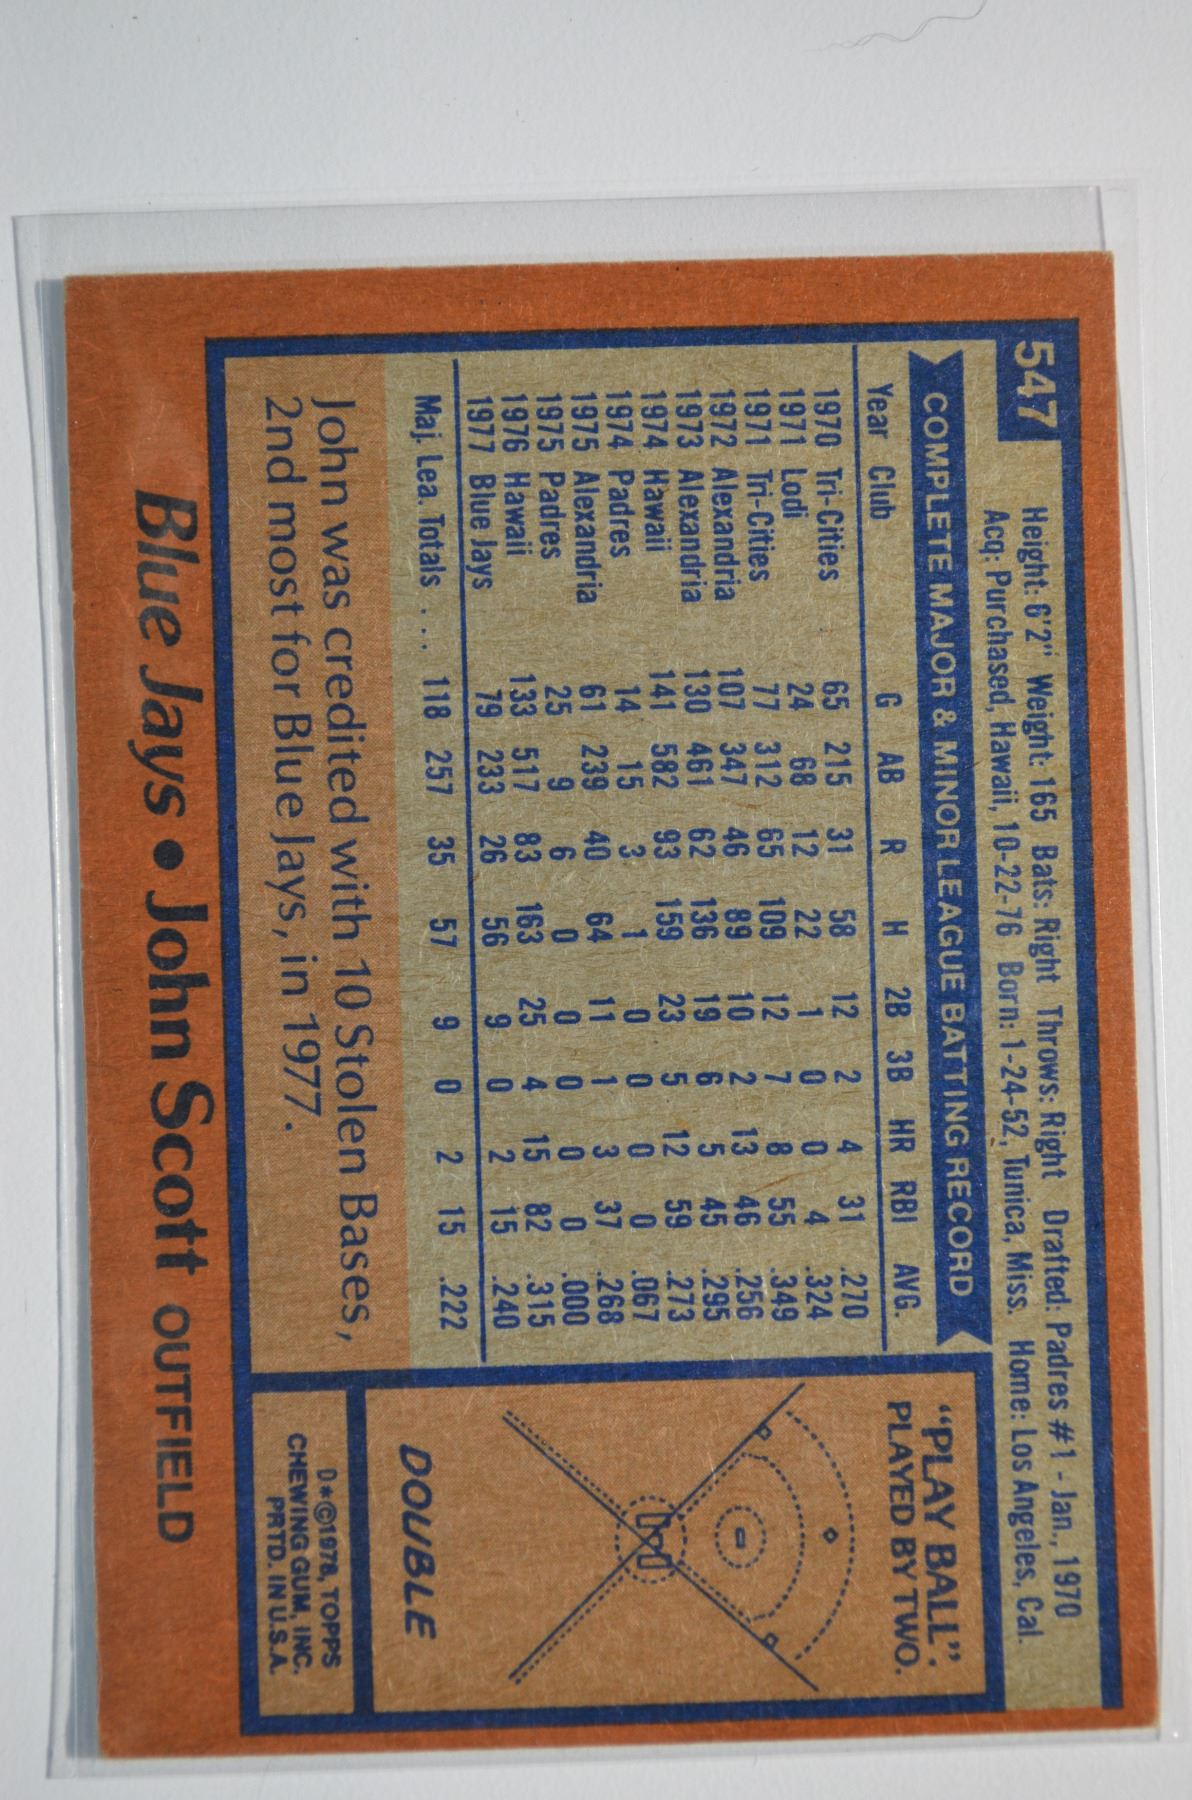 547
Height: 6'2" Weight: 165 Bats: Right Throws: Right Drafted: Padres #1 - Jan., 1970
Acq: Purchased, Hawaii, 10-22-76 Born: 1-24-52, Tunica, Miss. Home: Los Angeles, Cal.
COMPLETE MAJOR & MINOR LEAGUE BATTING RECORD
Year Club G AB R H 2B 3B HR RBI AVG.
1970 Tri-Cities 65 215 31 58 12 2 4 31 .270
1971 Lodi 24 68 12 22 1 0 0 4 .324
1971 Tri-Cities 77 312 65 109 12 7 8 55 .349
1972 Alexandria 107 347 46 89 10 2 13 46 .256
1973 Alexandria 130 461 62 136 19 6 5 45 .295
1974 Hawaii 141 582 93 159 23 5 12 59 .273
1974 Padres 14 15 3 1 0 0 0 0 .067
1975 Alexandria 61 239 40 64 11 1 3 37 .268
1975 Padres 25 9 6 0 0 0 0 0 .000
1976 Hawaii 133 517 83 163 25 4 15 82 .315
1977 Blue Jays 79 233 26 56 9 0 2 15 .240
Maj. Lea. Totals . . . 118 257 35 57 9 0 2 15 .222
John was credited with 10 Stolen Bases,
2nd most for Blue Jays, in 1977.
"PLAY BALL":
PLAYED BY TWO.
DOUBLE
D*©1978, TOPPS
CHEWING GUM, INC.
PRTD. IN U.S.A.
Blue Jays • John Scott OUTFIELD